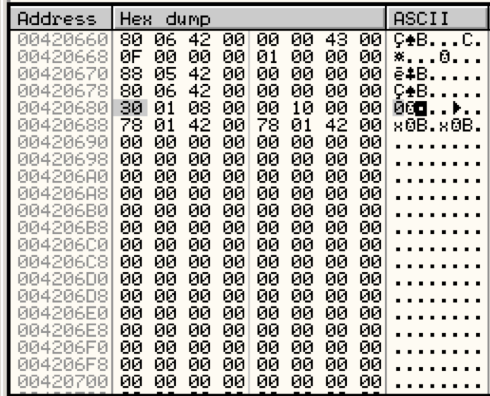 Address Hex dump ASCII
00420660 80 06 42 00 00 00 43 00 Ç♠B...C.
00420668 0F 00 00 00 01 00 00 00 ☼...☺...
00420670 88 05 42 00 00 00 00 00 ê♣B.....
00420678 80 06 42 00 00 00 00 00 Ç♠B.....
00420680 30 01 08 00 00 10 00 00 0☺◘..►..
00420688 78 01 42 00 78 01 42 00 x☺B.x☺B.
00420690 00 00 00 00 00 00 00 00 ........
00420698 00 00 00 00 00 00 00 00 ........
004206A0 00 00 00 00 00 00 00 00 ........
004206A8 00 00 00 00 00 00 00 00 ........
004206B0 00 00 00 00 00 00 00 00 ........
004206B8 00 00 00 00 00 00 00 00 ........
004206C0 00 00 00 00 00 00 00 00 ........
004206C8 00 00 00 00 00 00 00 00 ........
004206D0 00 00 00 00 00 00 00 00 ........
004206D8 00 00 00 00 00 00 00 00 ........
004206E0 00 00 00 00 00 00 00 00 ........
004206E8 00 00 00 00 00 00 00 00 ........
004206F0 00 00 00 00 00 00 00 00 ........
004206F8 00 00 00 00 00 00 00 00 ........
00420700 00 00 00 00 00 00 00 00 ........